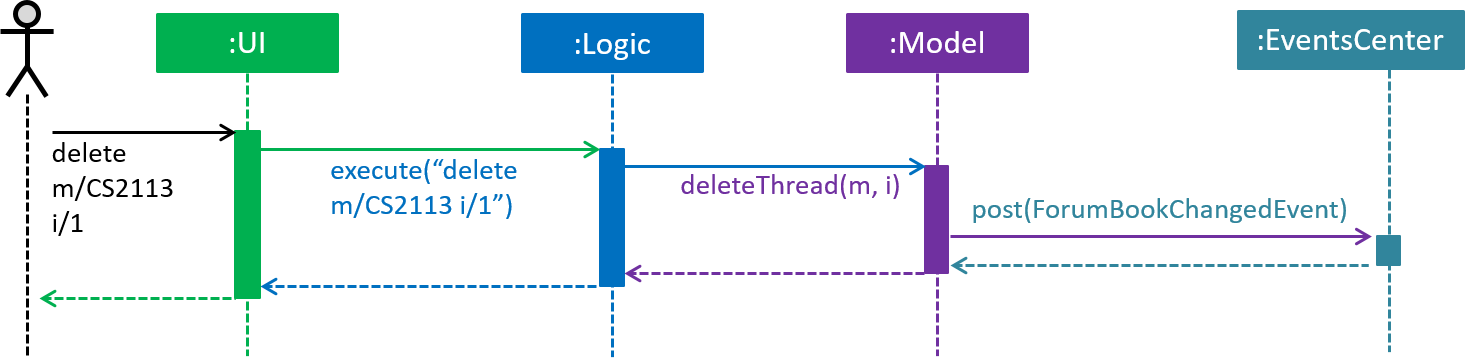 :UI
:Logic
:Model
:EventsCenter
delete
m/CS2113
i/1
execute(“delete
m/CS2113 i/1”)
deleteThread(m, i)
post(ForumBookChangedEvent)